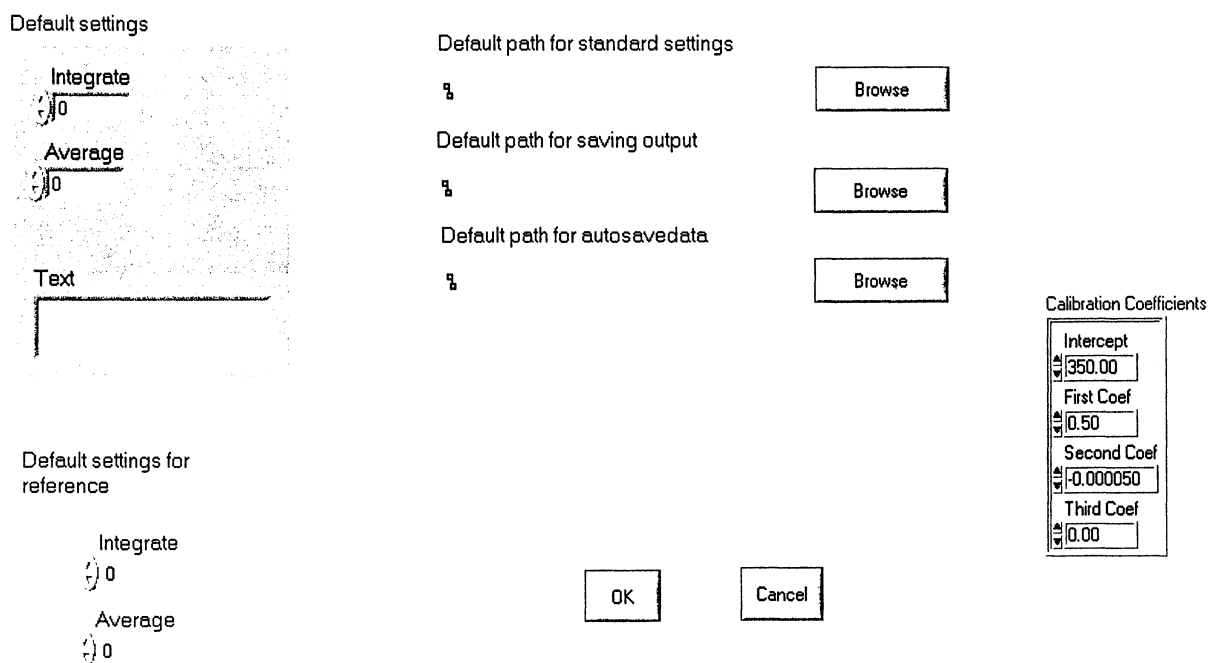 Default settings
Integrate
0
Average
0
Text
Default path for standard settings
Browse
Default path for saving output
Browse
Default path for autosavedata
Browse
Calibration Coefficients
Intercept
350.00
First Coef
0.50
Second Coef
-0.000050
Third Coef
0.00
Default settings for
reference
Integrate
0
Average
0
OK
Cancel